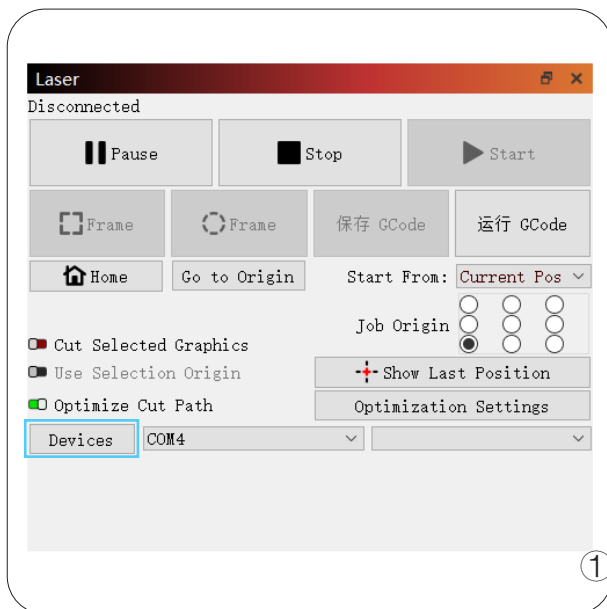 Laser
Disconnected
Pause Stop Start
Frame Frame 保存 GCode 运行 GCode
Home Go to Origin Start From: Current Pos
Job Origin
Cut Selected Graphics
Use Selection Origin Show Last Position
Optimize Cut Path Optimization Settings
Devices COM4
①